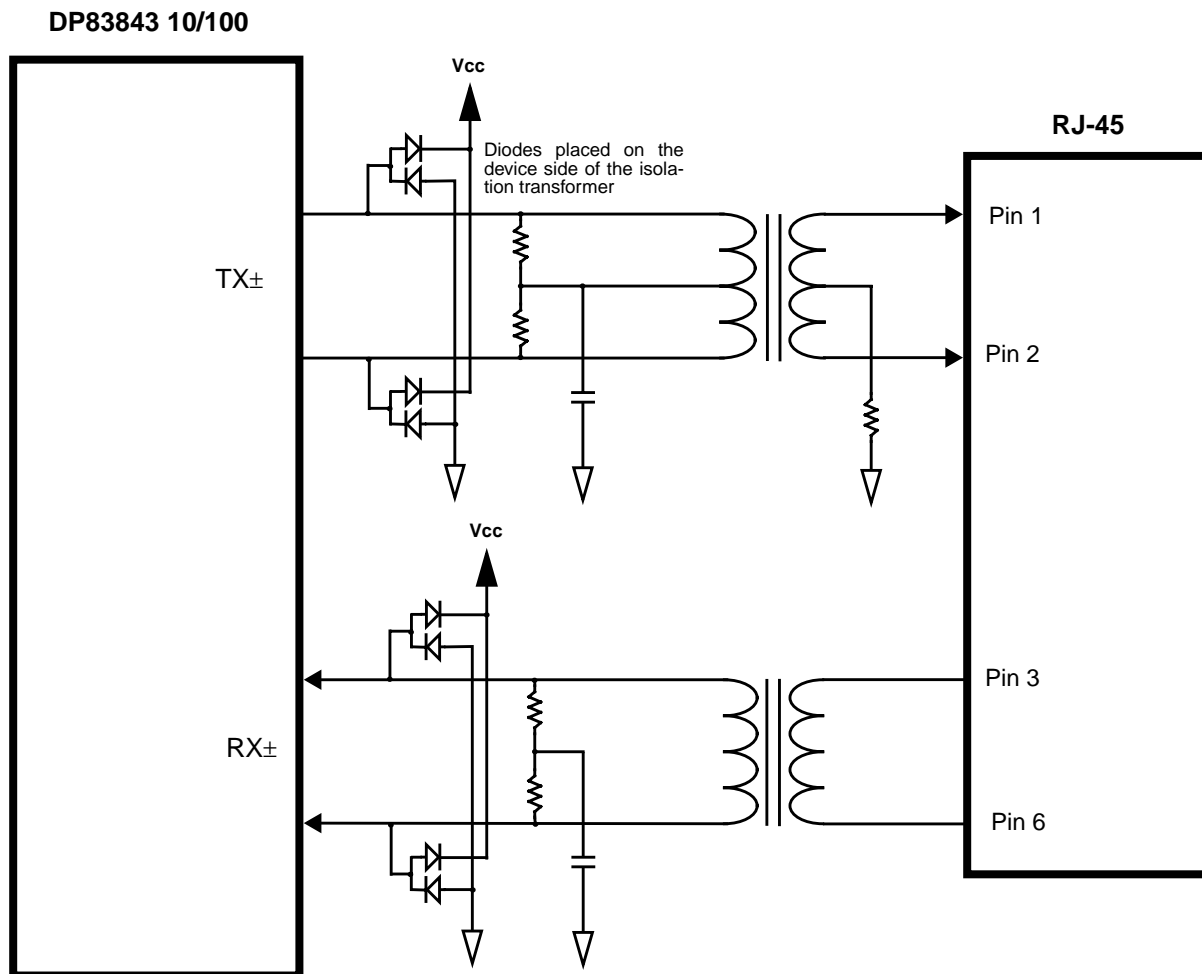 DP83843 10/100
Vcc
RJ-45
Diodes placed on the
device side of the isola-
tion transformer
Pin 1
TX±
Pin 2
Vcc
Pin 3
RX±
Pin 6